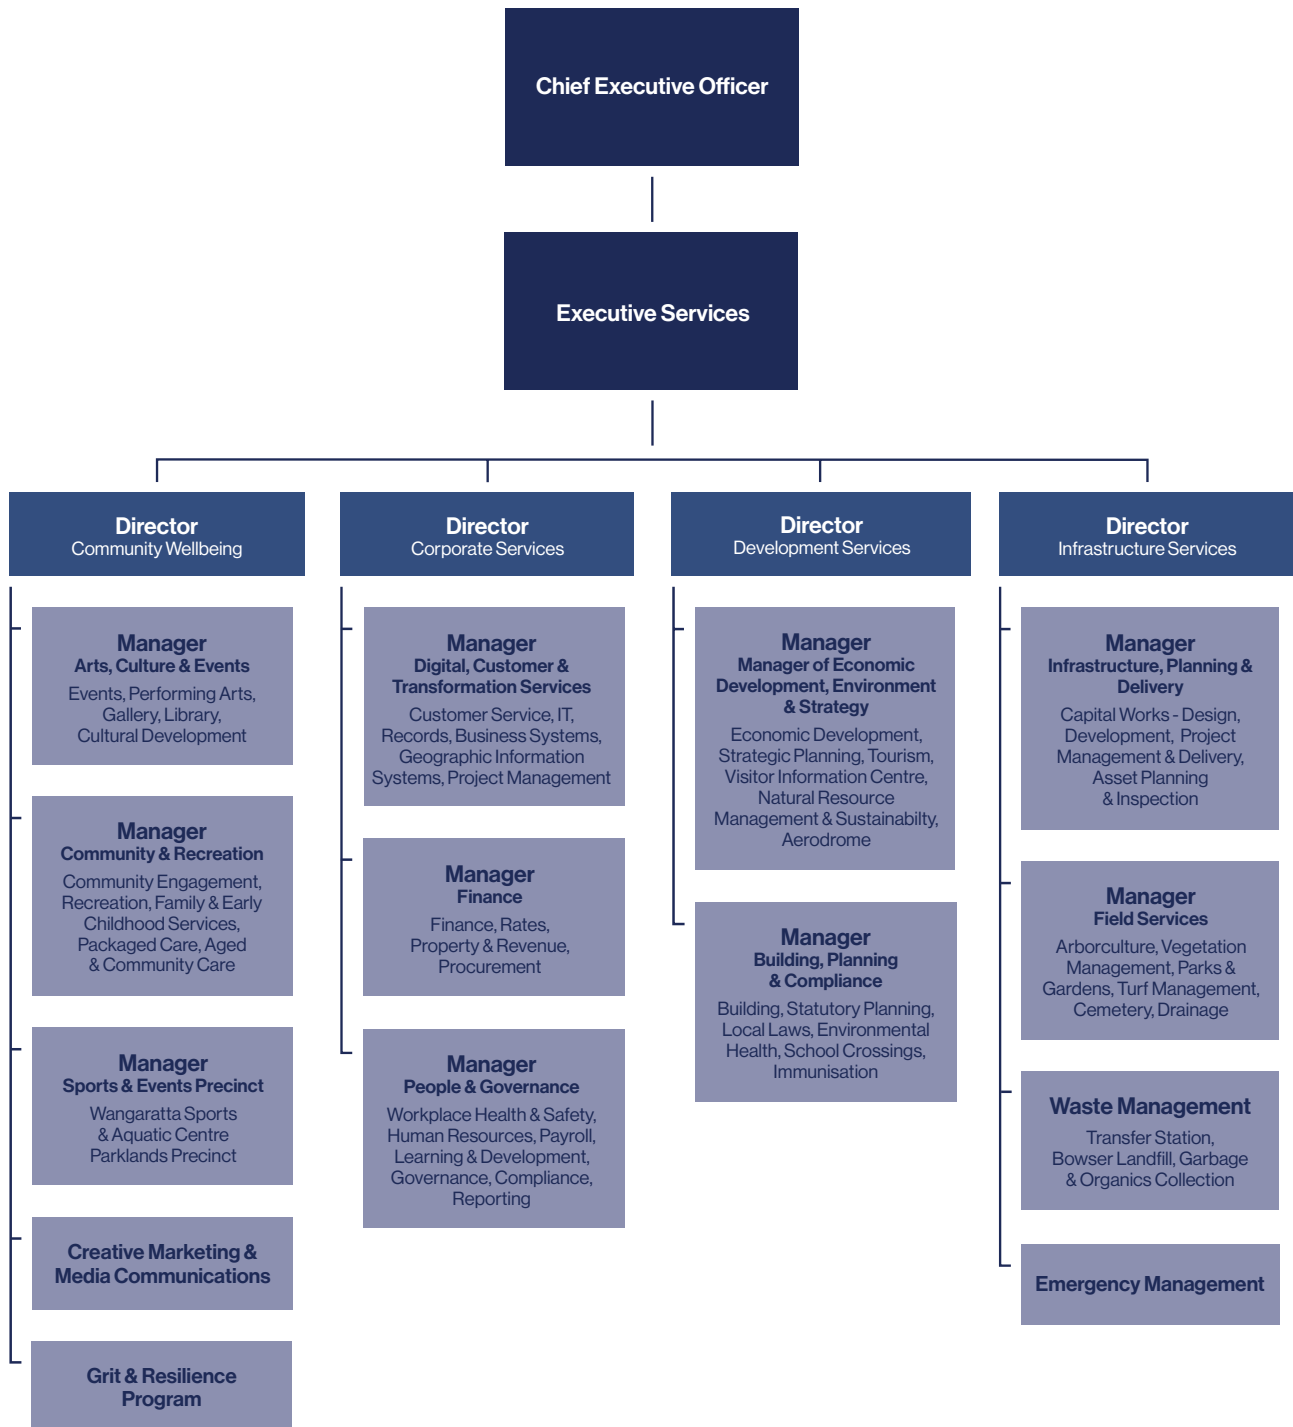 Chief Executive Officer
Executive Services
Director
Community Wellbeing
Manager
Arts, Culture & Events
Events, Performing Arts,
Gallery, Library,
Cultural Development
Manager
Community & Recreation
Community Engagement,
Recreation, Family & Early
Childhood Services,
Packaged Care, Aged
& Community Care
Manager
Sports & Events Precinct
Wangaratta Sports
& Aquatic Centre
Parklands Precinct
Creative Marketing &
Media Communications
Grit & Resilience
Program
Director
Corporate Services
Manager
Digital, Customer &
Transformation Services
Customer Service, IT,
Records, Business Systems,
Geographic Information
Systems, Project Management
Manager
Finance
Finance, Rates,
Property & Revenue,
Procurement
Manager
People & Governance
Workplace Health & Safety,
Human Resources, Payroll,
Learning & Development,
Governance, Compliance,
Reporting
Director
Development Services
Manager
Manager of Economic
Development, Environment
& Strategy
Economic Development,
Strategic Planning, Tourism,
Visitor Information Centre,
Natural Resource
Management & Sustainabilty,
Aerodrome
Manager
Building, Planning
& Compliance
Building, Statutory Planning,
Local Laws, Environmental
Health, School Crossings,
Immunisation
Director
Infrastructure Services
Manager
Infrastructure, Planning &
Delivery
Capital Works - Design,
Development, Project
Management & Delivery,
Asset Planning
& Inspection
Manager
Field Services
Arborculture, Vegetation
Management, Parks &
Gardens, Turf Management,
Cemetery, Drainage
Waste Management
Transfer Station,
Bowser Landfill, Garbage
& Organics Collection
Emergency Management